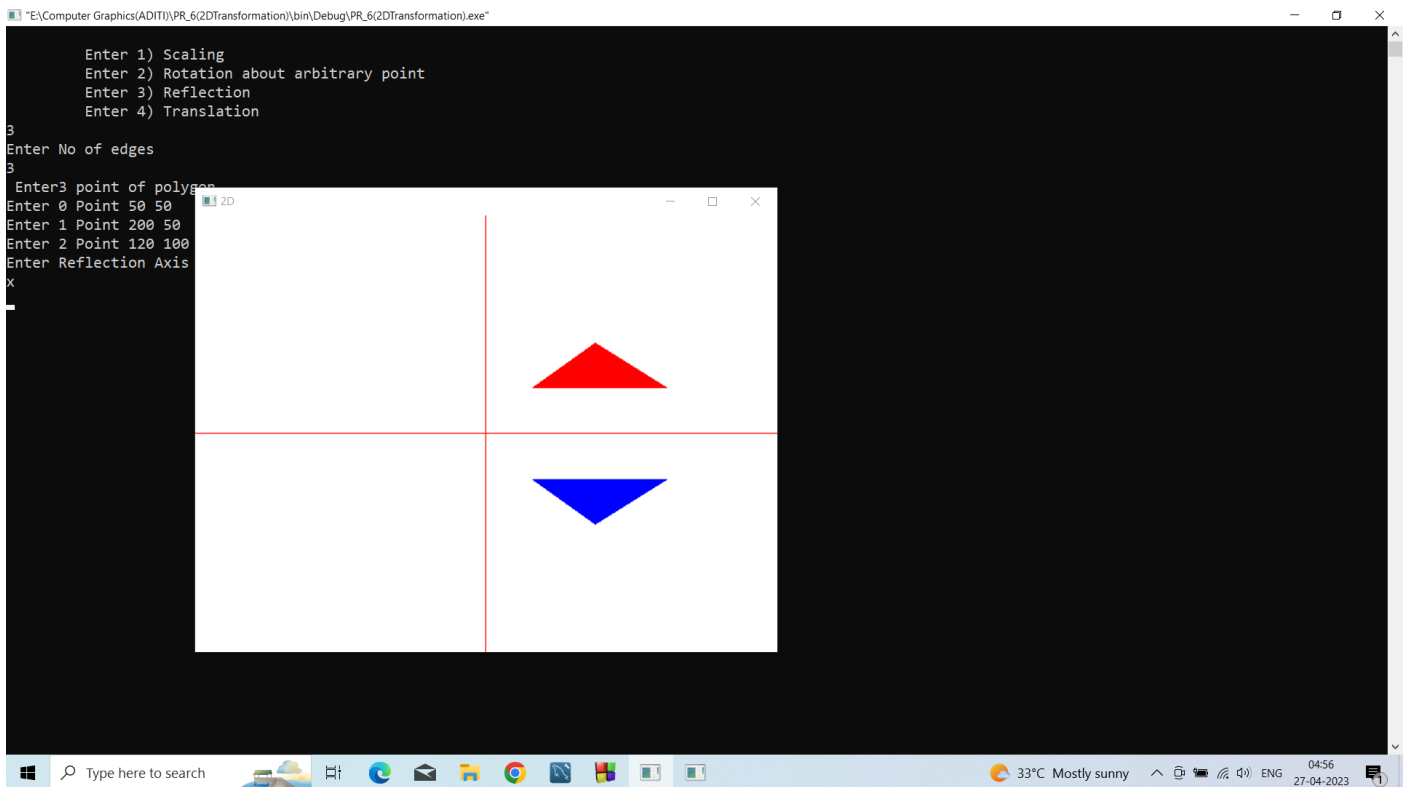 "E:\Computer Graphics(ADITI)\PR_6(2DTransformation)\bin\Debug\PR_6(2DTransformation).exe"
Enter 1) Scaling
Enter 2) Rotation about arbitrary point
Enter 3) Reflection
Enter 4) Translation
3
Enter No of edges
3
Enter3 point of polygon
Enter 0 Point 50 50
Enter 1 Point 200 50
Enter 2 Point 120 100
Enter Reflection Axis
x
2D
Type here to search
33°C Mostly sunny
ENG
04:56
27-04-2023
1